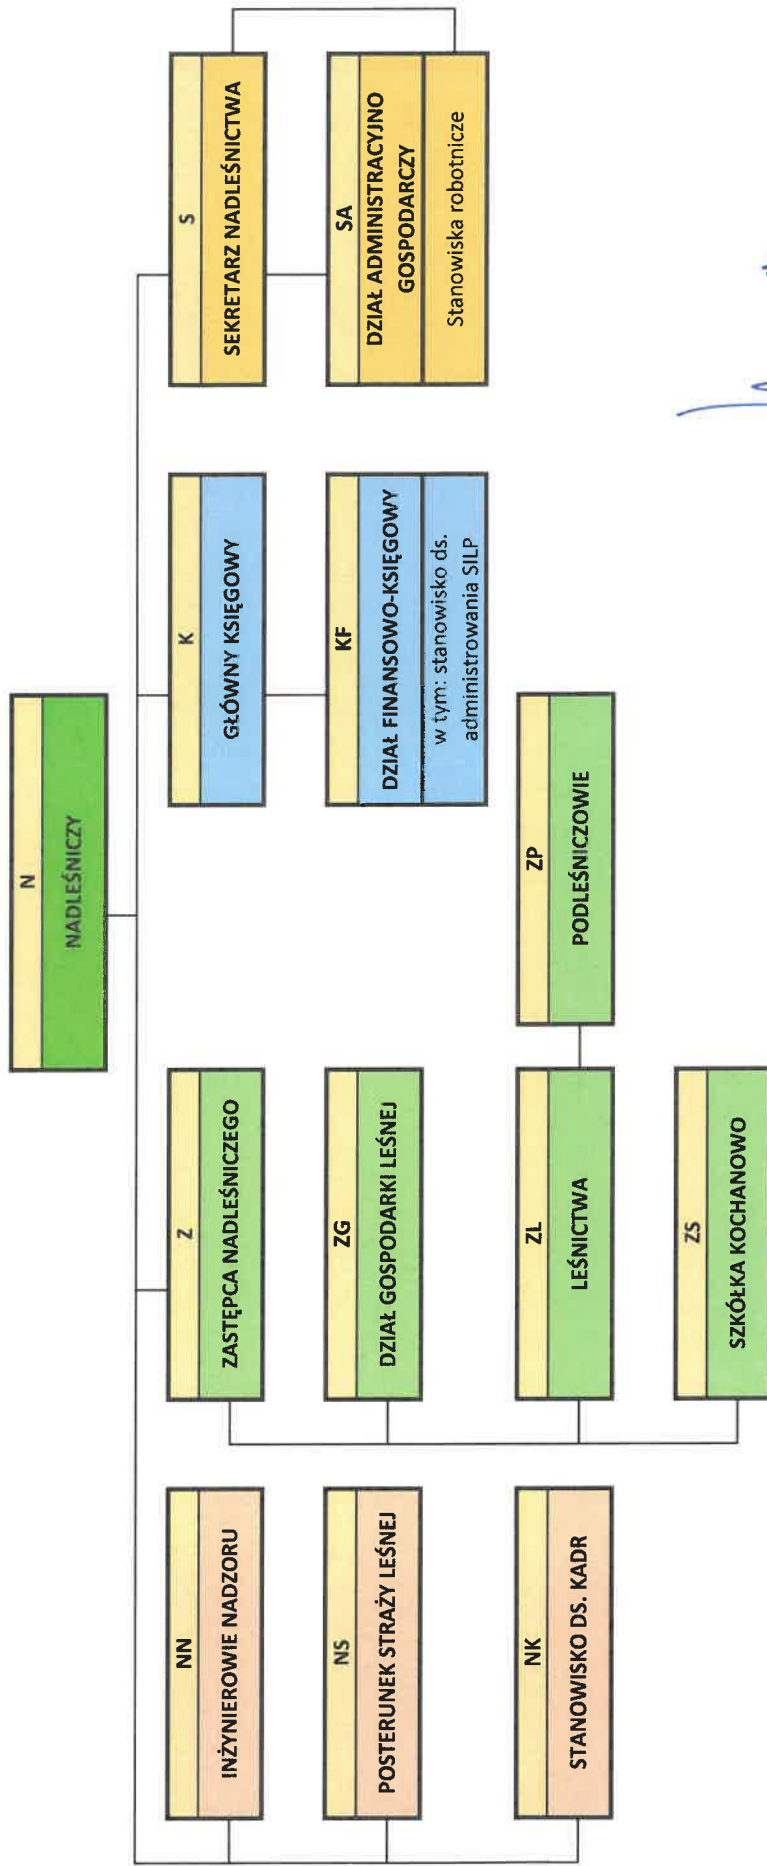 N
NADLEŚNICZY
NN
INŻYNIEROWIE NADZORU
NS
POSTERUNEK STRAŻY LEŚNEJ
NK
STANOWISKO DS. KADR
Z
ZASTĘPCA NADLEŚNICZEGO
ZG
DZIAŁ GOSPODARKI LEŚNEJ
ZŁ
LEŚNICTWA
ZP
PODLEŚNICZOWIE
ZS
SZKÓŁKA KOCHANOWO
K
GŁÓWNY KSIĘGOWY
KF
DZIAŁ FINANSOWO-KSIĘGOWY
w tym: stanowisko ds.
administrowania SILP
S
SEKRETARZ NADLEŚNICTWA
SA
DZIAŁ ADMINISTRACYJNO
GOSPODARCZY
Stanowiska robotnicze